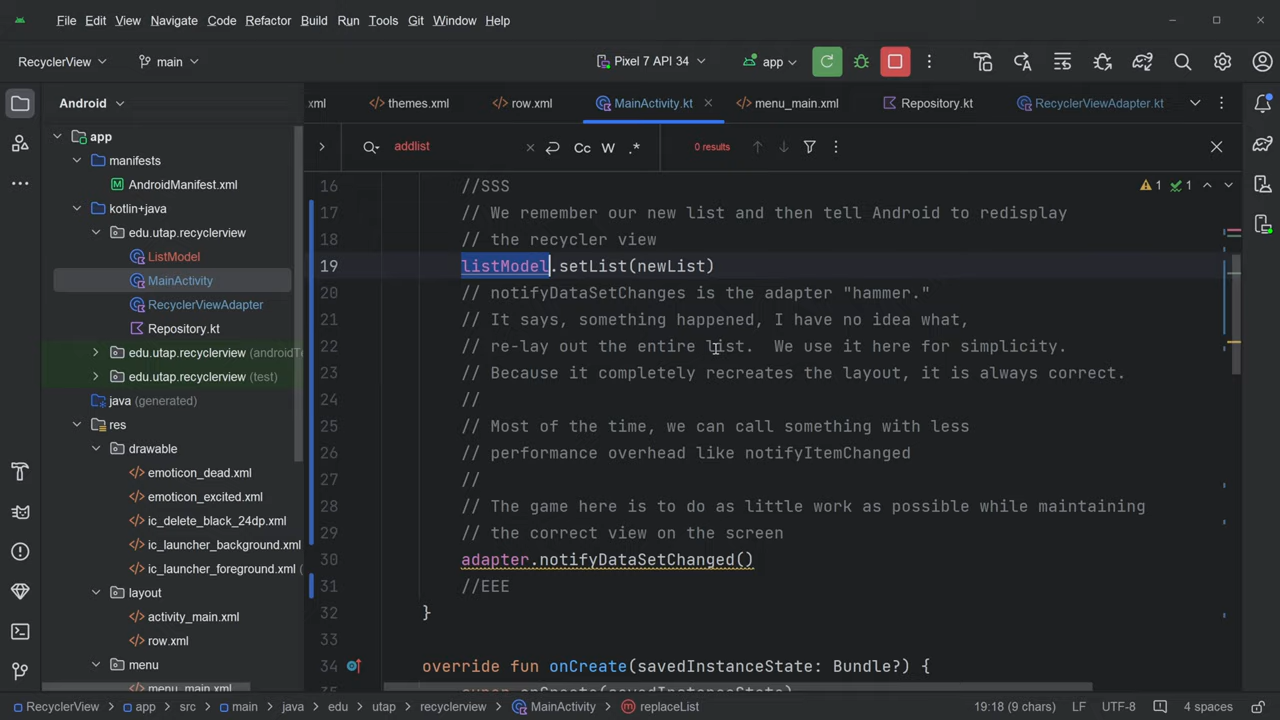 File Edit View Navigate Code Refactor Build Run Tools Git Window Help
RecyclerView main Pixel 7 API 34 app
Android
xml themes.xml row.xml MainActivity.kt menu_main.xml Repository.kt RecyclerViewAdapter.kt
addlist Cc W .* 0 results
app
manifests
AndroidManifest.xml
kotlin+java
edu.utap.recyclerview
ListModel
MainActivity
RecyclerViewAdapter
Repository.kt
edu.utap.recyclerview (androidTe
edu.utap.recyclerview (test)
java (generated)
res
drawable
emoticon_dead.xml
emoticon_excited.xml
ic_delete_black_24dp.xml
ic_launcher_background.xml
ic_launcher_foreground.xml (
layout
activity_main.xml
row.xml
menu
menu_main.xml
1 1
16 //SSS
17 // We remember our new list and then tell Android to redisplay
18 // the recycler view
19 listModel.setList(newList)
20 // notifyDataSetChanges is the adapter "hammer."
21 // It says, something happened, I have no idea what,
22 // re-lay out the entire list.  We use it here for simplicity.
23 // Because it completely recreates the layout, it is always correct.
24 //
25 // Most of the time, we can call something with less
26 // performance overhead like notifyItemChanged
27 //
28 // The game here is to do as little work as possible while maintaining
29 // the correct view on the screen
30 adapter.notifyDataSetChanged()
31 //EEE
32 }
33
34 override fun onCreate(savedInstanceState: Bundle?) {
35 super.onCreate(savedInstanceState)
RecyclerView > app > src > main > java > edu > utap > recyclerview > MainActivity > replaceList 19:18 (9 chars) LF UTF-8 4 spaces